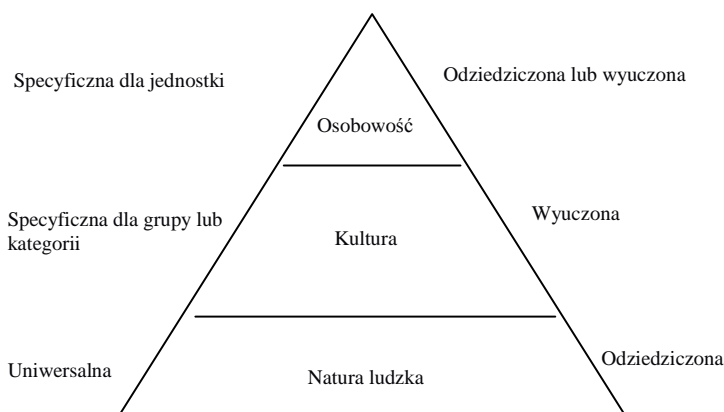 Specyficzna dla jednostki
Odziedziczona lub wyuczona
Osobowość
Specyficzna dla grupy lub
kategorii
Kultura
Wyuczona
Uniwersalna
Natura ludzka
Odziedziczona